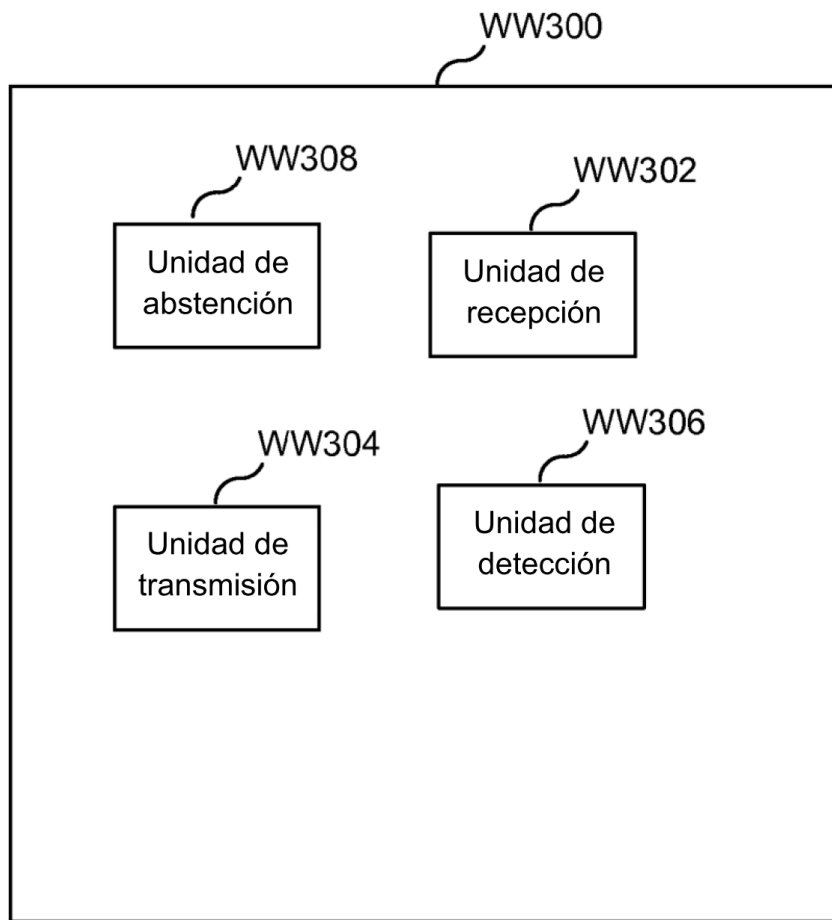 WW300
WW308
WW302
Unidad de
abstención
Unidad de
recepción
WW304
WW306
Unidad de
transmisión
Unidad de
detección